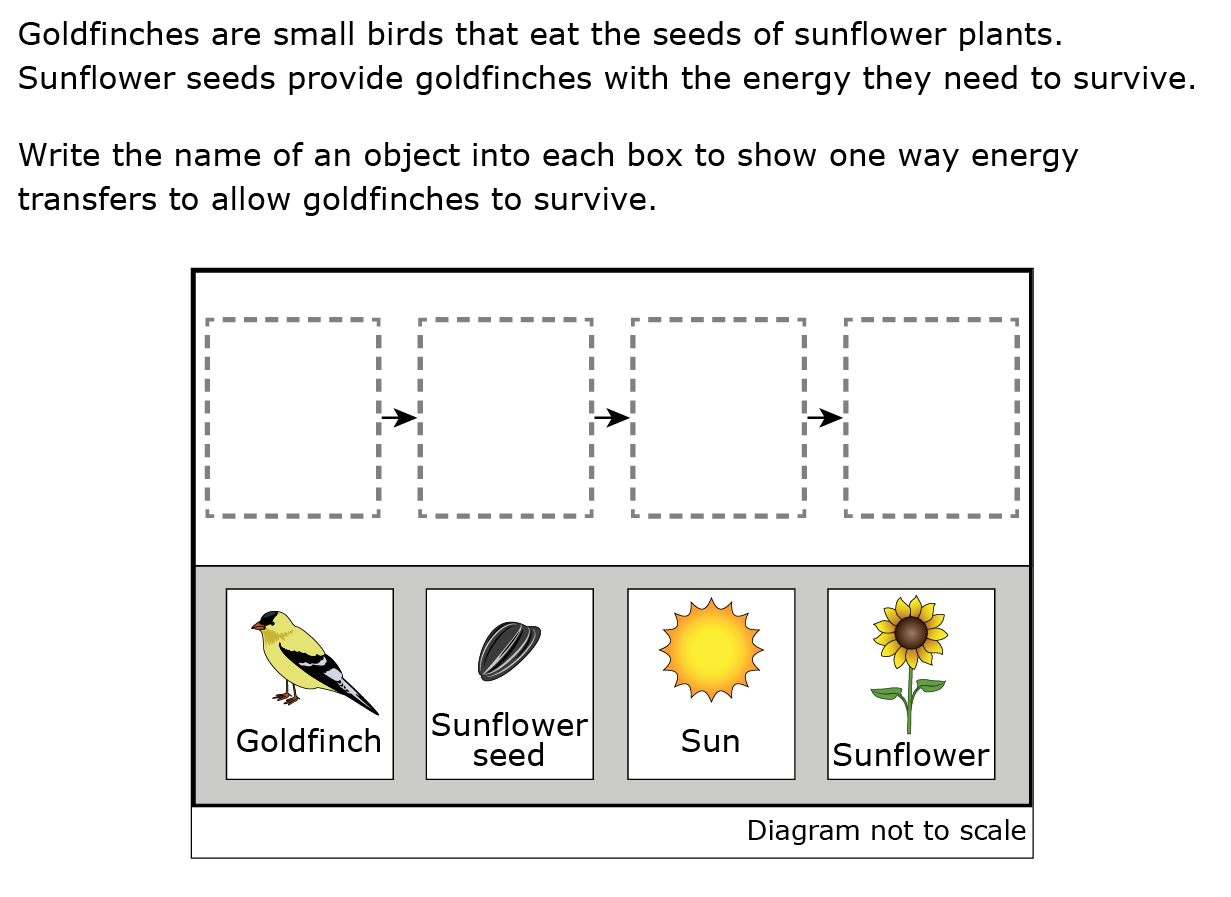 Goldfinches are small birds that eat the seeds of sunflower plants.
Sunflower seeds provide goldfinches with the energy they need to survive.
Write the name of an object into each box to show one way energy
transfers to allow goldfinches to survive.
Goldfinch
Sunflower
seed
Sun
Sunflower
Diagram not to scale